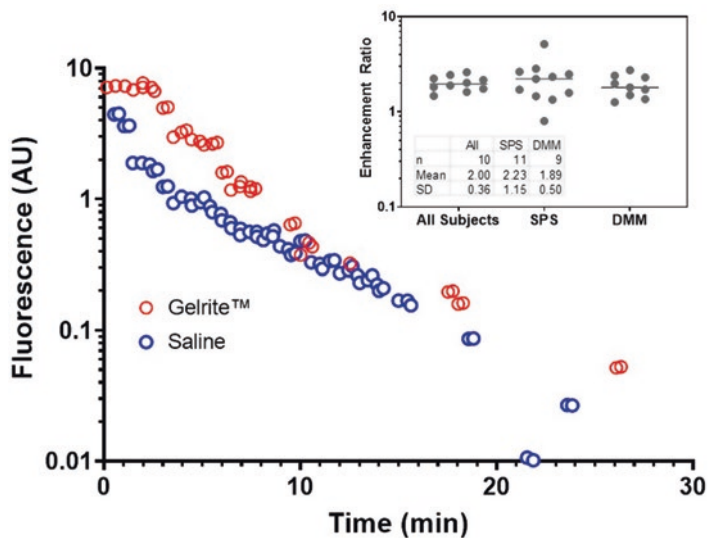 10
1
0.1
0.01
Fluorescence (AU)
0
10
20
30
Time (min)
Gelrite™
Saline
10
1
0.1
Enhancement Ratio
All SPS DMM
n 10 11 9
Mean 2.00 2.23 1.89
SD 0.36 1.15 0.50
All Subjects SPS DMM